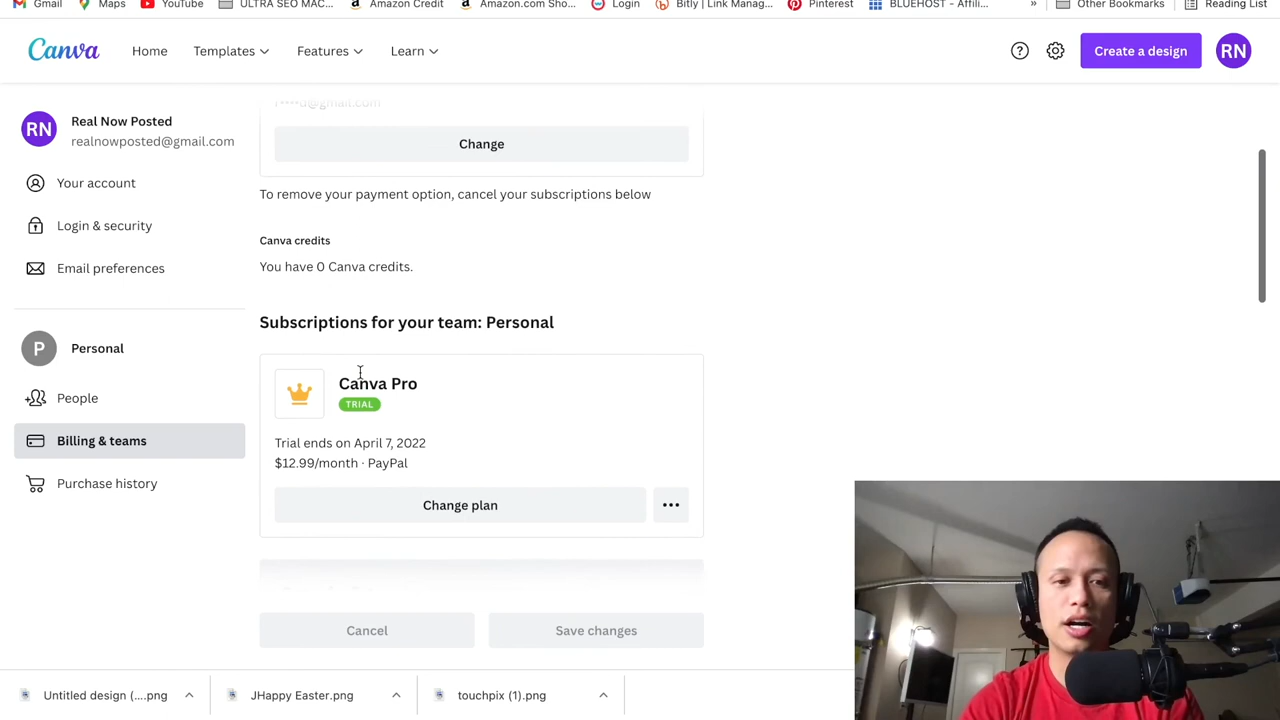 Gmail Maps YouTube ULTRA SEO MAC... Amazon Credit Amazon.com Sho... Login Bitly | Link Manag... Pinterest BLUEHOST - Affili... » Other Bookmarks Reading List
Canva Home Templates Features Learn ? Create a design RN
RN Real Now Posted
realnowposted@gmail.com
Your account
Login & security
Email preferences
P Personal
People
Billing & teams
Purchase history
r••••d@gmail.com
Change
To remove your payment option, cancel your subscriptions below
Canva credits
You have 0 Canva credits.
Subscriptions for your team: Personal
Canva Pro
TRIAL
Trial ends on April 7, 2022
$12.99/month · PayPal
Change plan ...
Cancel Save changes
Untitled design (....png JHappy Easter.png touchpix (1).png